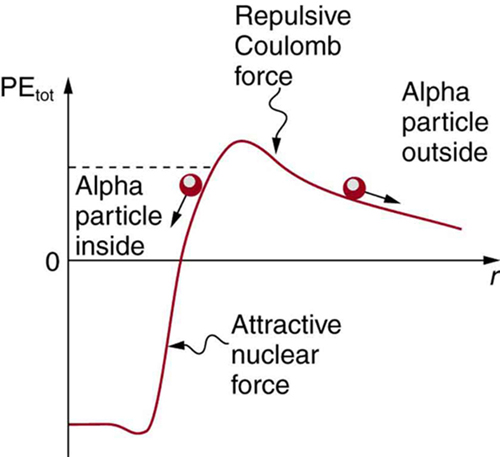 Repulsive
Coulomb
force
PEtot
Alpha
particle
outside
Alpha
particle
inside
0
r
Attractive
nuclear
force